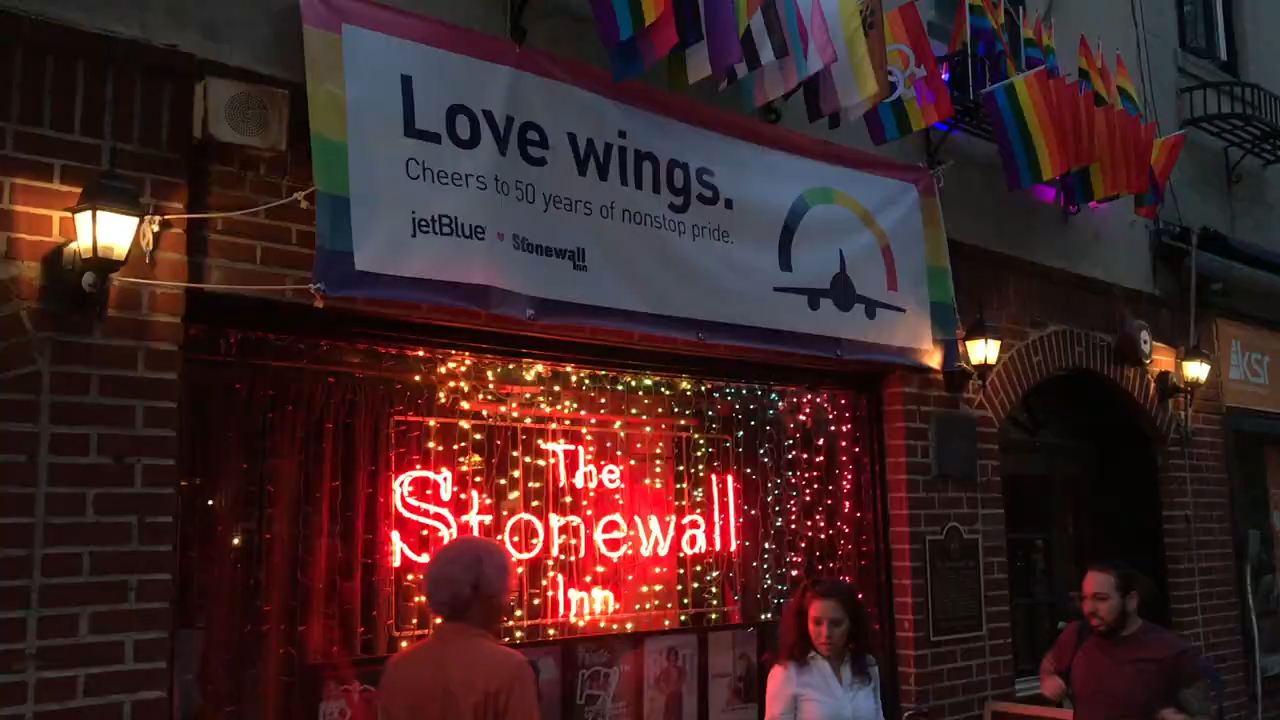 Love wings.
Cheers to 50 years of nonstop pride.
jetBlue ♥ Stonewall Inn
The
Stonewall
Inn